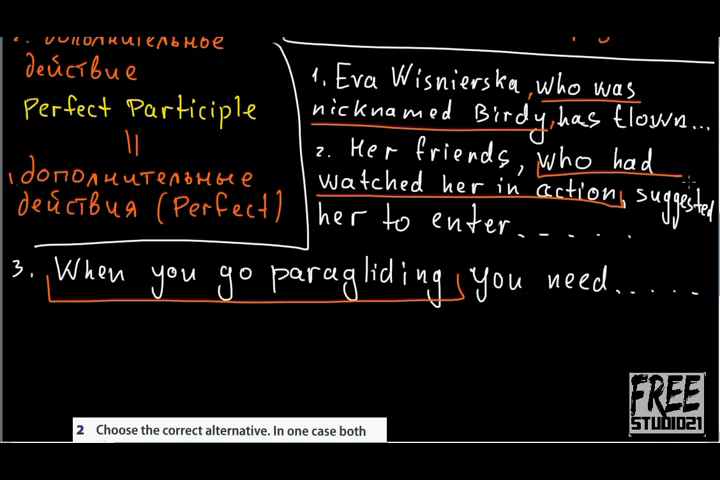 дополнительное
действие
Perfect Participle
||
1. дополнительные
действия (Perfect)
1. Eva Wisnierska, who was
nicknamed Birdy, has flown...
2. Her friends, who had
watched her in action, suggested
her to enter......
3. When you go paragliding you need.....
2 Choose the correct alternative. In one case both
FREE
STUDIO21